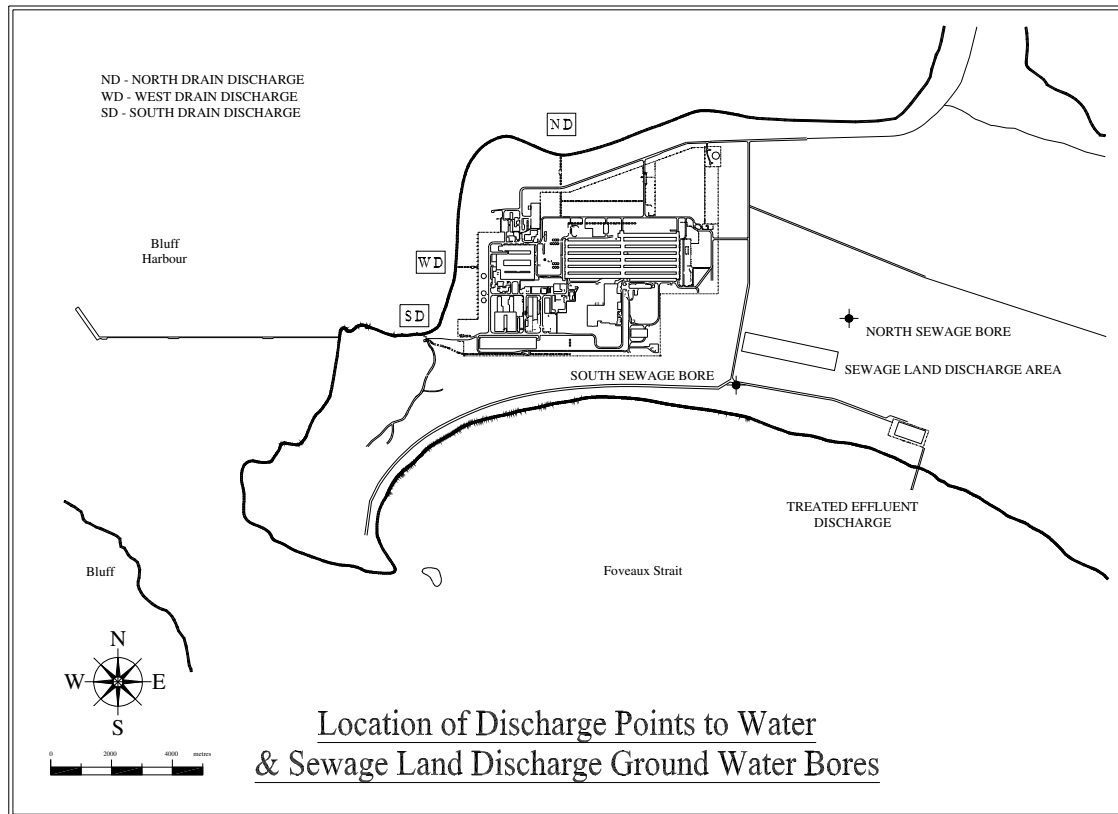 ND - NORTH DRAIN DISCHARGE
WD - WEST DRAIN DISCHARGE
SD - SOUTH DRAIN DISCHARGE
ND
Bluff
Harbour
WD
SD
NORTH SEWAGE BORE
SEWAGE LAND DISCHARGE AREA
SOUTH SEWAGE BORE
TREATED EFFLUENT
DISCHARGE
Bluff
Foveaux Strait
N
W E
S
0 2000 4000 metres
Location of Discharge Points to Water
& Sewage Land Discharge Ground Water Bores